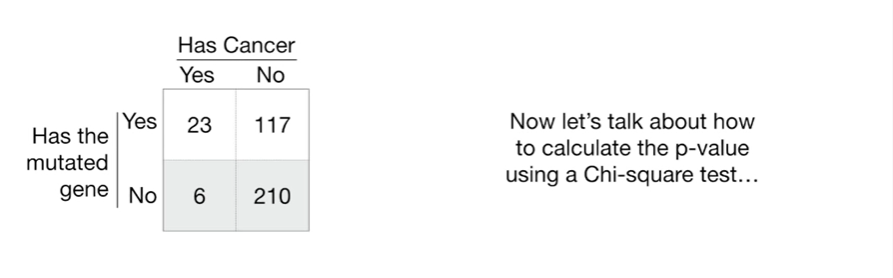 Has Cancer
Yes No
Has the
mutated
gene
Yes 23 117
No 6 210
Now let’s talk about how
to calculate the p-value
using a Chi-square test…